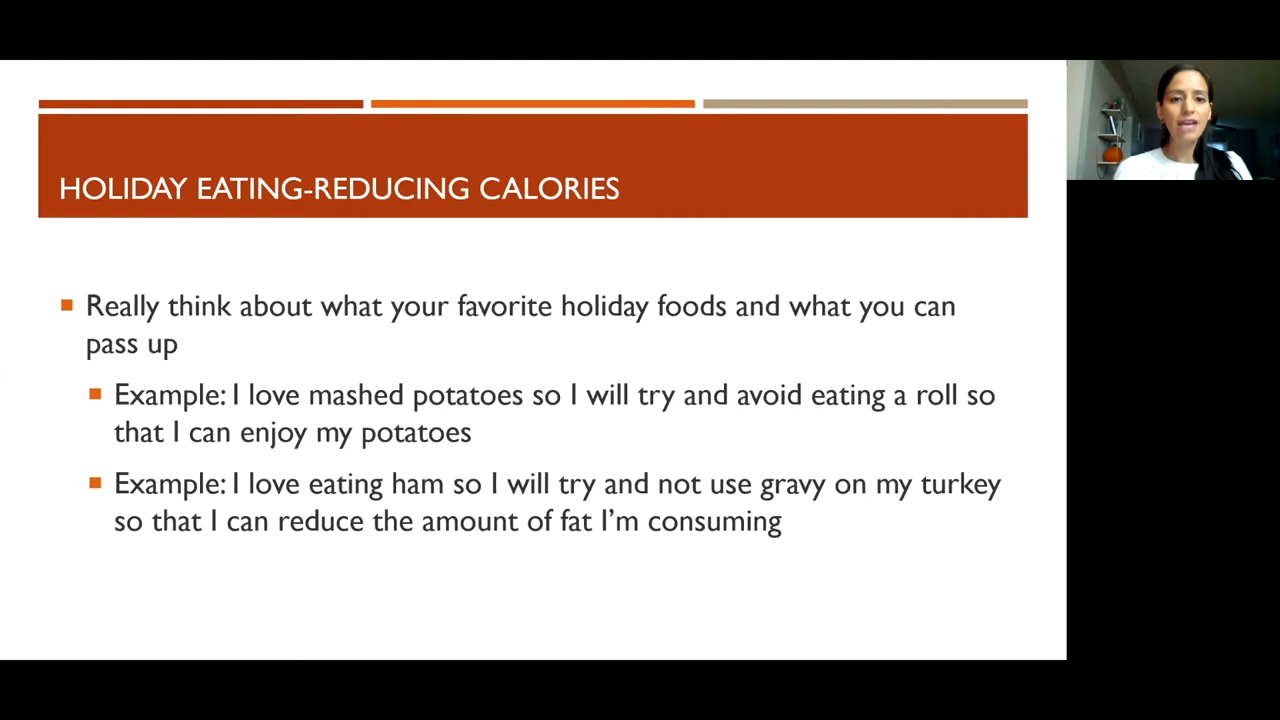 HOLIDAY EATING-REDUCING CALORIES
Really think about what your favorite holiday foods and what you can
pass up
Example: I love mashed potatoes so I will try and avoid eating a roll so
that I can enjoy my potatoes
Example: I love eating ham so I will try and not use gravy on my turkey
so that I can reduce the amount of fat I’m consuming